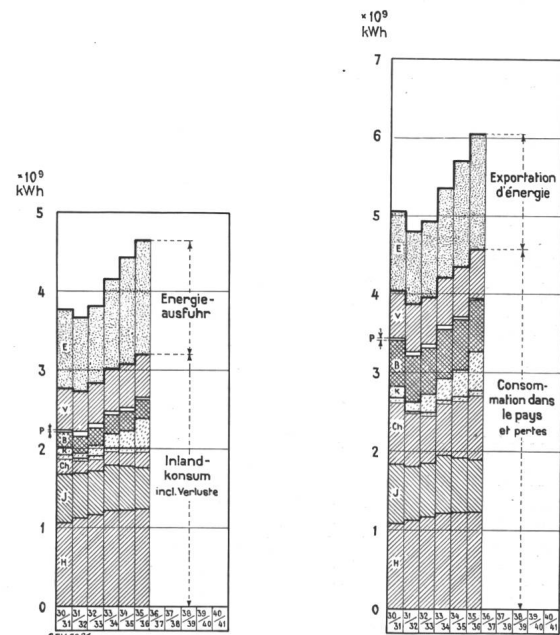 ×10⁹
kWh
5
4
3
2
1
0
E
V
P
B
K
Ch
J
H
Energie-
ausfuhr
Inland-
konsum
incl. Verluste
30/31 31/32 32/33 33/34 34/35 35/36 36/37 37/38 38/39 39/40 40/41
×10⁹
kWh
7
6
5
4
3
2
1
0
E
V
P
B
K
Ch
J
H
Exportation
d'énergie
Consom-
mation dans
le pays
et pertes
30/31 31/32 32/33 33/34 34/35 35/36 36/37 37/38 38/39 39/40 40/41